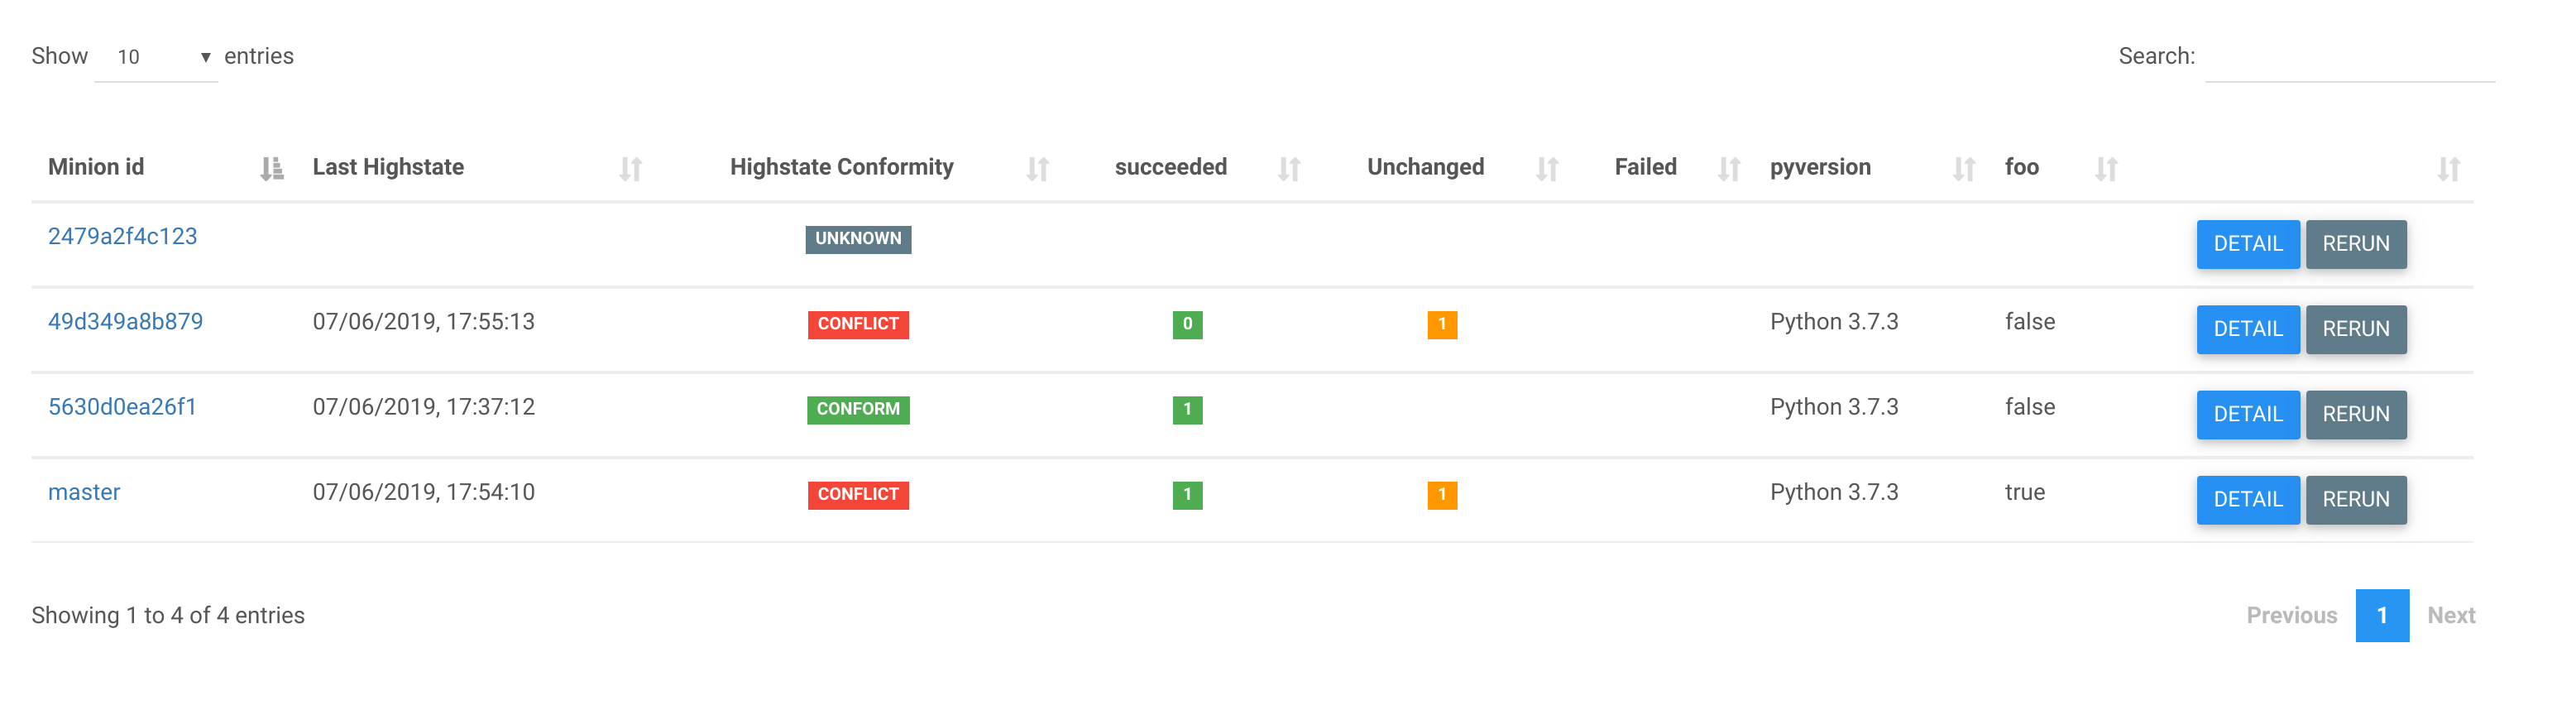 Show 10 ▼ entries Search:
Minion id Last Highstate Highstate Conformity succeeded Unchanged Failed pyversion foo
2479a2f4c123 UNKNOWN DETAIL RERUN
49d349a8b879 07/06/2019, 17:55:13 CONFLICT 0 1 Python 3.7.3 false DETAIL RERUN
5630d0ea26f1 07/06/2019, 17:37:12 CONFORM 1 Python 3.7.3 false DETAIL RERUN
master 07/06/2019, 17:54:10 CONFLICT 1 1 Python 3.7.3 true DETAIL RERUN
Showing 1 to 4 of 4 entries Previous 1 Next